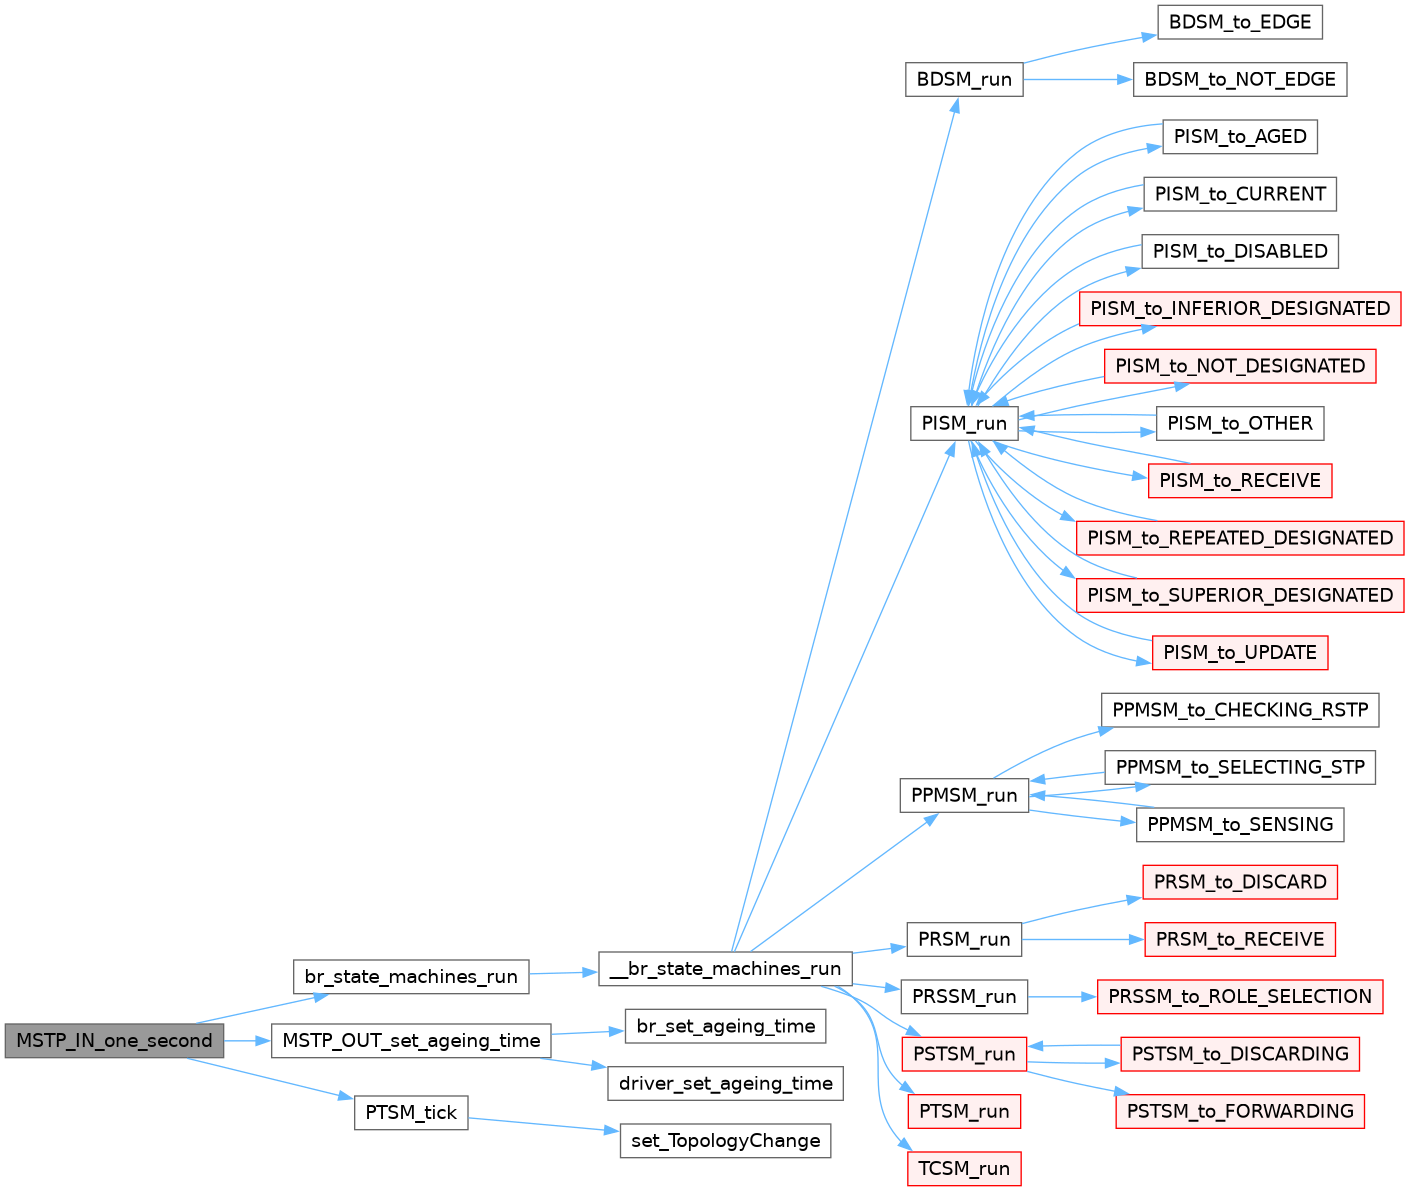 BDSM_to_EDGE
BDSM_run
BDSM_to_NOT_EDGE
PISM_to_AGED
PISM_to_CURRENT
PISM_to_DISABLED
PISM_to_INFERIOR_DESIGNATED
PISM_to_NOT_DESIGNATED
PISM_run
PISM_to_OTHER
PISM_to_RECEIVE
PISM_to_REPEATED_DESIGNATED
PISM_to_SUPERIOR_DESIGNATED
PISM_to_UPDATE
PPMSM_to_CHECKING_RSTP
PPMSM_to_SELECTING_STP
PPMSM_run
PPMSM_to_SENSING
PRSM_to_DISCARD
PRSM_run
PRSM_to_RECEIVE
br_state_machines_run
__br_state_machines_run
PRSSM_run
PRSSM_to_ROLE_SELECTION
MSTP_IN_one_second
MSTP_OUT_set_ageing_time
br_set_ageing_time
PSTSM_run
PSTSM_to_DISCARDING
driver_set_ageing_time
PTSM_tick
PTSM_run
PSTSM_to_FORWARDING
set_TopologyChange
TCSM_run